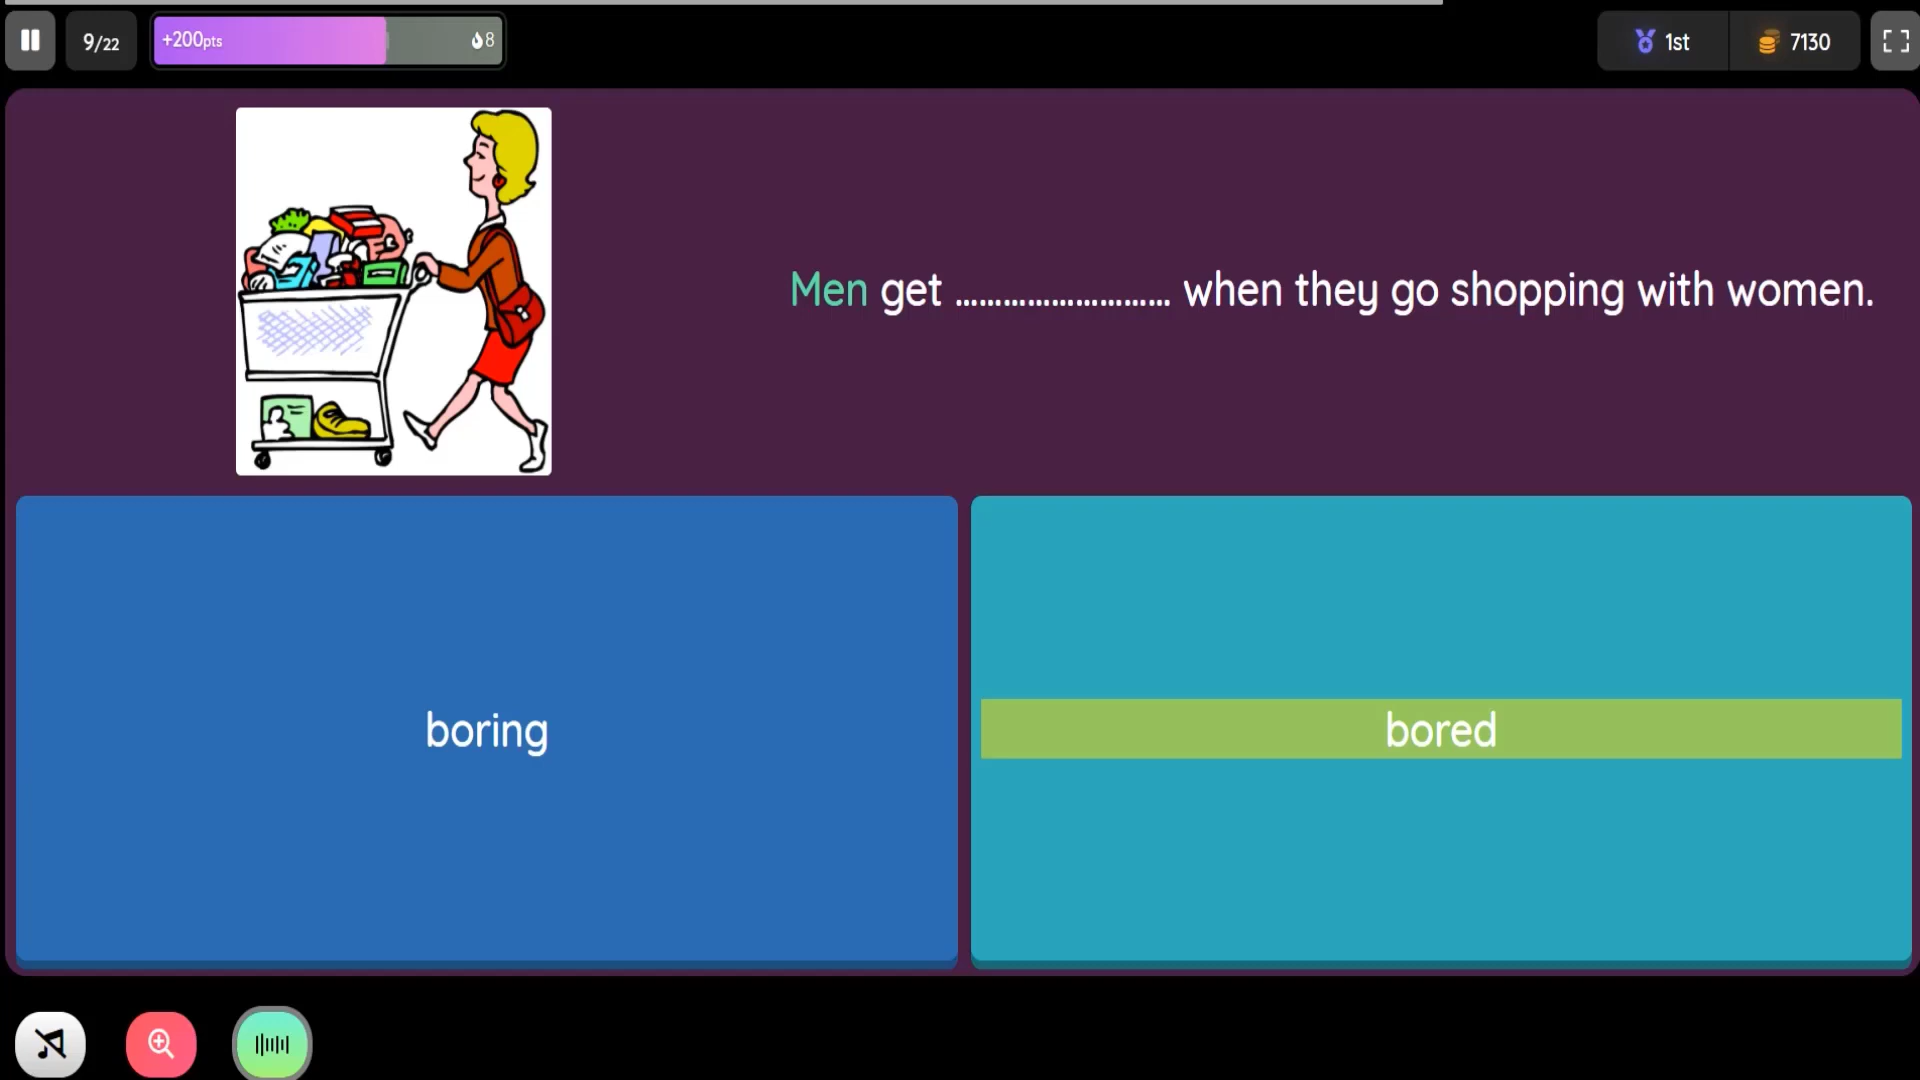 9/22
+200pts
8
1st
7130
Men get ........................... when they go shopping with women.
boring
bored